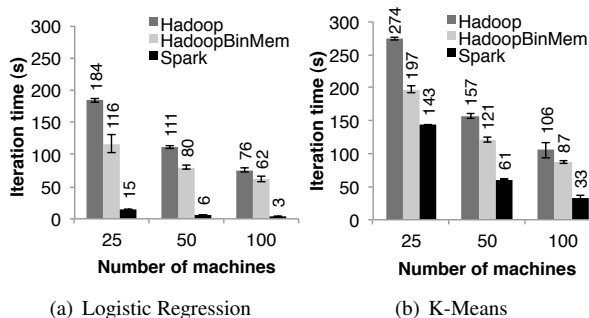 300
250
200
150
100
50
0
Iteration time (s)
Hadoop
HadoopBinMem
Spark
184
116
15
111
80
6
76
62
3
25 50 100
Number of machines
(a) Logistic Regression
300
250
200
150
100
50
0
Iteration time (s)
Hadoop
HadoopBinMem
Spark
274
197
143
157
121
61
106
87
33
25 50 100
Number of machines
(b) K-Means